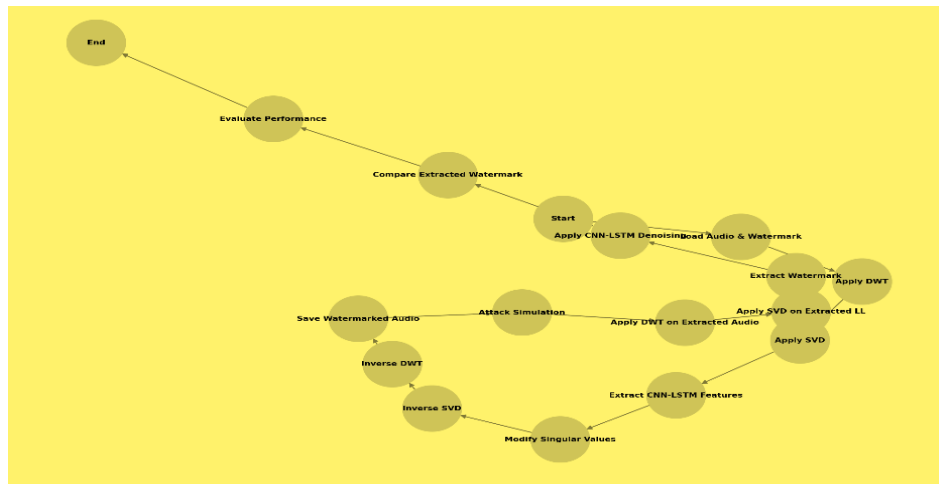 End
Evaluate Performance
Compare Extracted Watermark
Start
Apply CNN-LSTM Denoising
Load Audio & Watermark
Extract Watermark
Apply DWT
Apply SVD on Extracted LL
Attack Simulation
Save Watermarked Audio
Apply DWT on Extracted Audio
Apply SVD
Inverse DWT
Extract CNN-LSTM Features
Inverse SVD
Modify Singular Values